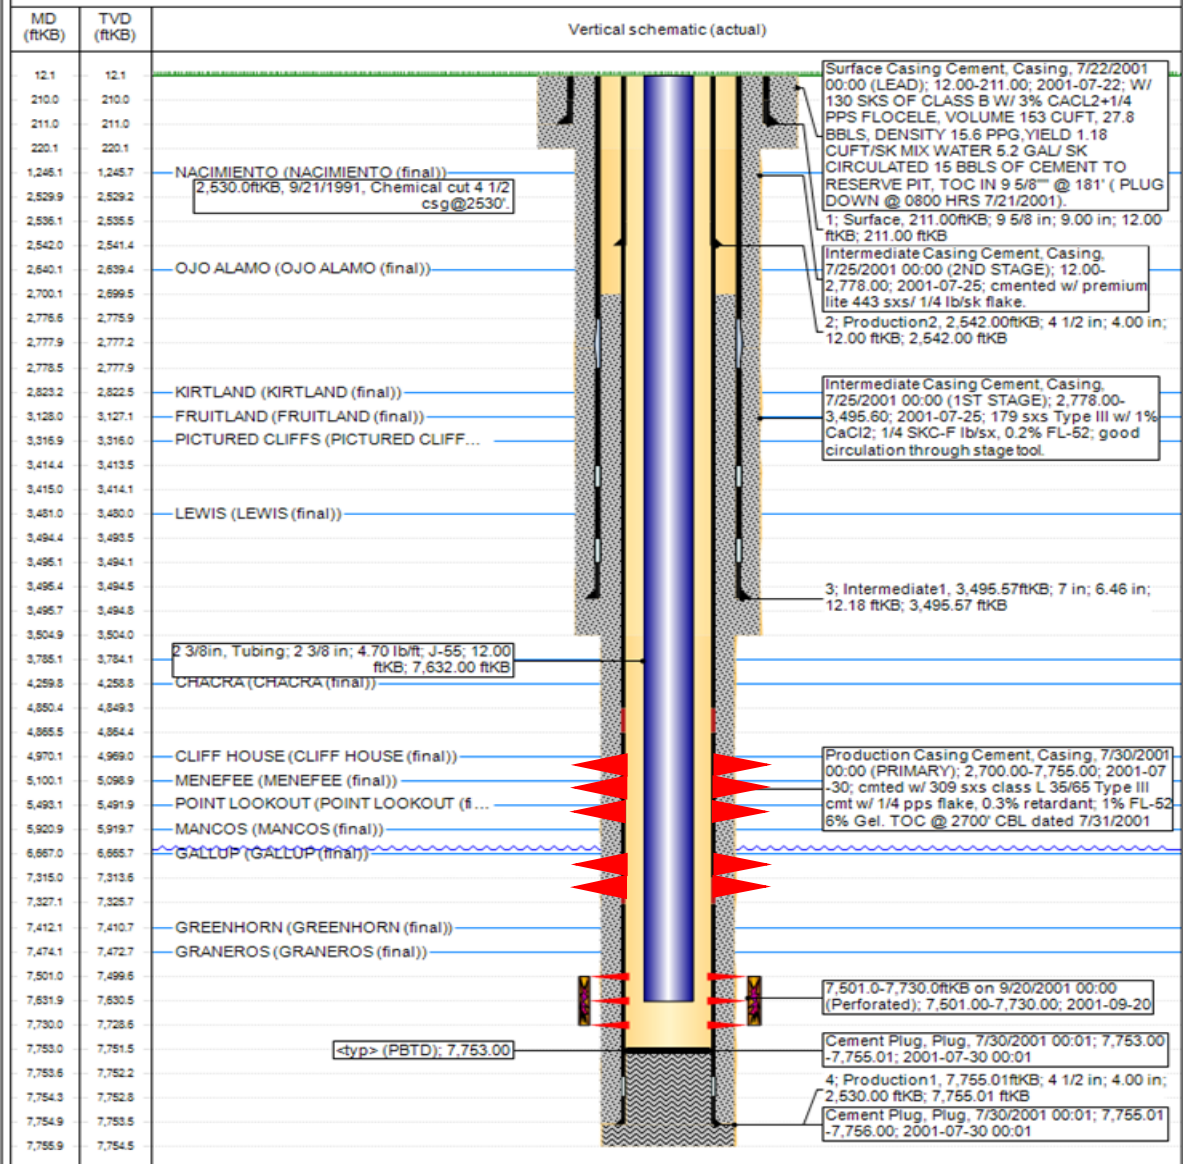 MD
(ftKB)
TVD
(ftKB)
Vertical schematic (actual)
12.1 12.1
210.0 210.0
211.0 211.0
220.1 220.1
1,246.1 1,245.7
2,529.9 2,529.2
2,536.1 2,535.5
2,542.0 2,541.4
2,640.1 2,639.4
2,700.1 2,699.5
2,776.6 2,775.9
2,777.9 2,777.2
2,778.5 2,777.9
2,823.2 2,822.5
3,128.0 3,127.1
3,316.9 3,316.0
3,414.4 3,413.5
3,415.0 3,414.1
3,481.0 3,480.0
3,494.4 3,493.5
3,495.1 3,494.1
3,495.4 3,494.5
3,495.7 3,494.8
3,504.9 3,504.0
3,785.1 3,784.1
4,259.8 4,258.8
4,850.4 4,849.3
4,865.5 4,864.4
4,970.1 4,969.0
5,100.1 5,098.9
5,493.1 5,491.9
5,920.9 5,919.7
6,667.0 6,665.7
7,315.0 7,313.6
7,327.1 7,325.7
7,412.1 7,410.7
7,474.1 7,472.7
7,501.0 7,499.6
7,631.9 7,630.5
7,730.0 7,728.6
7,753.0 7,751.5
7,753.6 7,752.2
7,754.3 7,752.8
7,754.9 7,753.5
7,755.9 7,754.5
NACIMIENTO (NACIMIENTO (final))
2,530.0ftKB, 9/21/1991, Chemical cut 4 1/2
csg@2530'.
OJO ALAMO (OJO ALAMO (final))
KIRTLAND (KIRTLAND (final))
FRUITLAND (FRUITLAND (final))
PICTURED CLIFFS (PICTURED CLIFF...
LEWIS (LEWIS (final))
2 3/8in, Tubing; 2 3/8 in; 4.70 lb/ft; J-55; 12.00
ftKB; 7,632.00 ftKB
CHACRA (CHACRA (final))
CLIFF HOUSE (CLIFF HOUSE (final))
MENEFEE (MENEFEE (final))
POINT LOOKOUT (POINT LOOKOUT (fi...
MANCOS (MANCOS (final))
GALLUP (GALLUP (final))
GREENHORN (GREENHORN (final))
GRANEROS (GRANEROS (final))
<typ> (PBTD); 7,753.00
Surface Casing Cement, Casing, 7/22/2001
00:00 (LEAD); 12.00-211.00; 2001-07-22; W/
130 SKS OF CLASS B W/ 3% CACL2+1/4
PPS FLOCELE, VOLUME 153 CUFT, 27.8
BBLS, DENSITY 15.6 PPG,YIELD 1.18
CUFT/SK MIX WATER 5.2 GAL/ SK
CIRCULATED 15 BBLS OF CEMENT TO
RESERVE PIT, TOC IN 9 5/8"" @ 181' ( PLUG
DOWN @ 0800 HRS 7/21/2001).
1; Surface, 211.00ftKB; 9 5/8 in; 9.00 in; 12.00
ftKB; 211.00 ftKB
Intermediate Casing Cement, Casing,
7/25/2001 00:00 (2ND STAGE); 12.00-
2,778.00; 2001-07-25; cmented w/ premium
lite 443 sxs/ 1/4 lb/sk flake.
2; Production2, 2,542.00ftKB; 4 1/2 in; 4.00 in;
12.00 ftKB; 2,542.00 ftKB
Intermediate Casing Cement, Casing,
7/25/2001 00:00 (1ST STAGE); 2,778.00-
3,495.60; 2001-07-25; 179 sxs Type III w/ 1%
CaCl2; 1/4 SKC-F lb/sx, 0.2% FL-52; good
circulation through stage tool.
3; Intermediate1, 3,495.57ftKB; 7 in; 6.46 in;
12.18 ftKB; 3,495.57 ftKB
Production Casing Cement, Casing, 7/30/2001
00:00 (PRIMARY); 2,700.00-7,755.00; 2001-07
-30; cmted w/ 309 sxs class L 35/65 Type III
cmt w/ 1/4 pps flake, 0.3% retardant; 1% FL-52
6% Gel. TOC @ 2700' CBL dated 7/31/2001
7,501.0-7,730.0ftKB on 9/20/2001 00:00
(Perforated); 7,501.00-7,730.00; 2001-09-20
Cement Plug, Plug, 7/30/2001 00:01; 7,753.00
-7,755.01; 2001-07-30 00:01
4; Production1, 7,755.01ftKB; 4 1/2 in; 4.00 in;
2,530.00 ftKB; 7,755.01 ftKB
Cement Plug, Plug, 7/30/2001 00:01; 7,755.01
-7,756.00; 2001-07-30 00:01